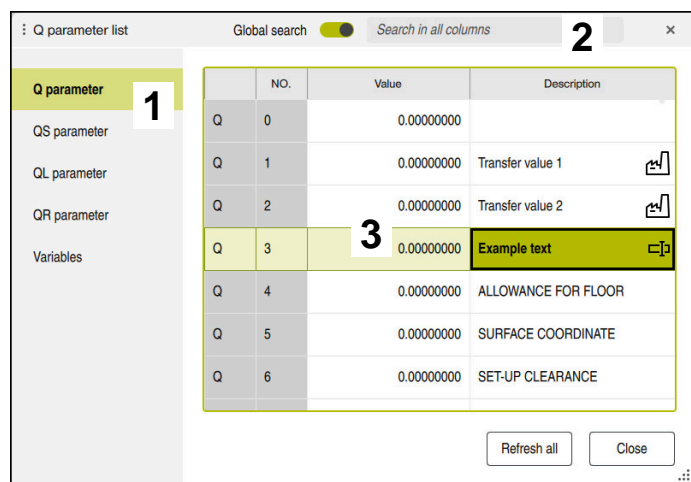 Q parameter list Global search Search in all columns 2 ×
Q parameter
1
QS parameter
QL parameter
QR parameter
Variables
NO. Value Description
Q 0 0.00000000
Q 1 0.00000000 Transfer value 1
Q 2 0.00000000 Transfer value 2
3
Q 3 0.00000000 Example text
Q 4 0.00000000 ALLOWANCE FOR FLOOR
Q 5 0.00000000 SURFACE COORDINATE
Q 6 0.00000000 SET-UP CLEARANCE
Refresh all Close